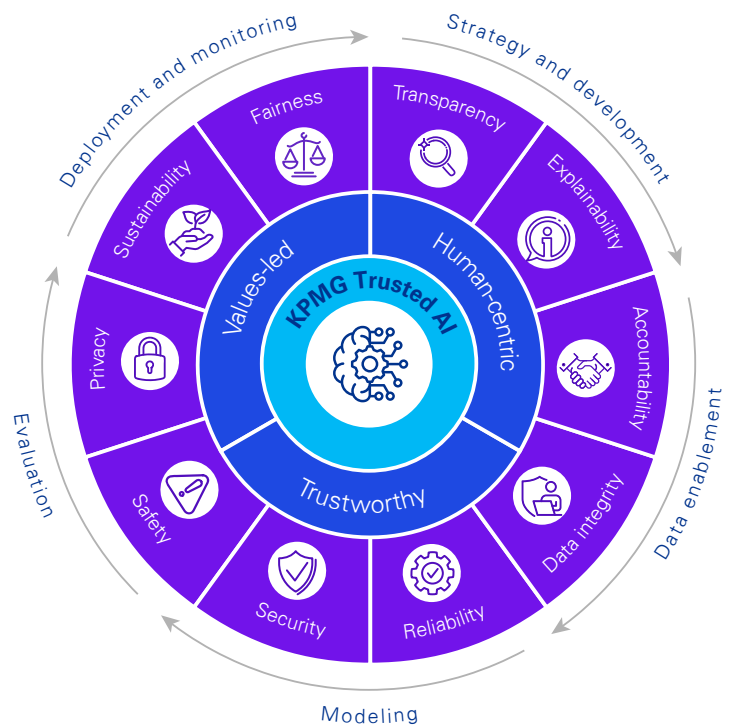 Strategy and development
Data enablement
Modeling
Evaluation
Deployment and monitoring
Transparency
Explainability
Accountability
Data integrity
Reliability
Security
Safety
Privacy
Sustainability
Fairness
Values-led
Human-centric
Trustworthy
KPMG Trusted AI